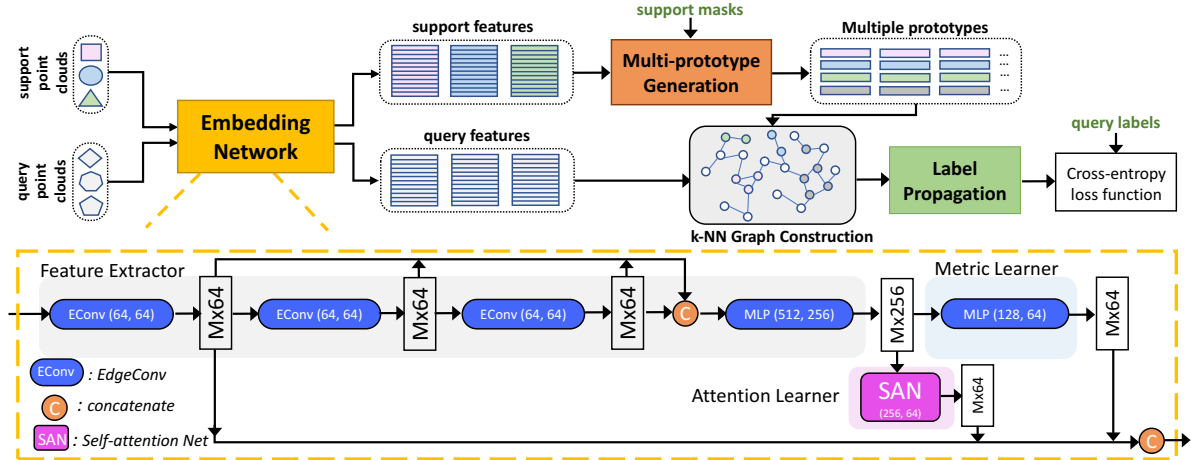 support
point
clouds
query
point
clouds
Embedding
Network
support features
query features
support masks
Multi-prototype
Generation
Multiple prototypes
...
...
...
...
k-NN Graph Construction
Label
Propagation
query labels
Cross-entropy
loss function
Feature Extractor
EConv (64, 64)
Mx64
EConv (64, 64)
Mx64
EConv (64, 64)
Mx64
C
MLP (512, 256)
Mx256
Metric Learner
MLP (128, 64)
Mx64
Attention Learner
SAN
(256, 64)
Mx64
C
EConv : EdgeConv
C : concatenate
SAN : Self-attention Net